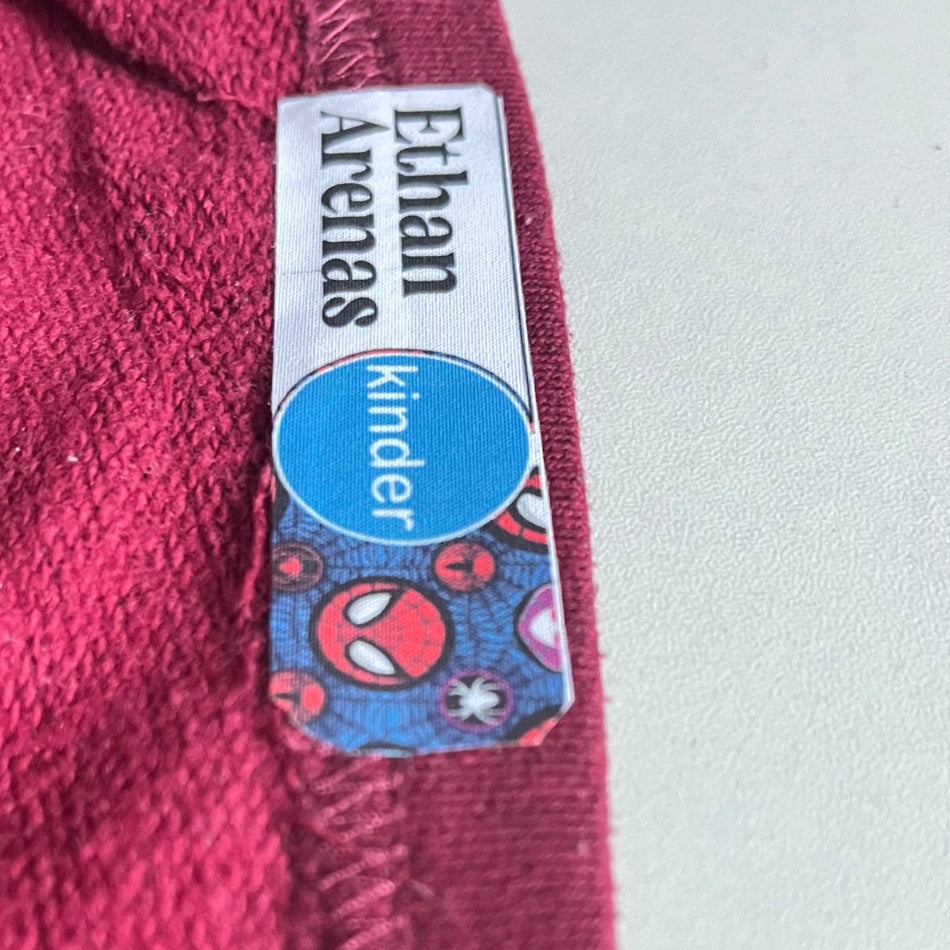 Ethan
Arenas
kinder